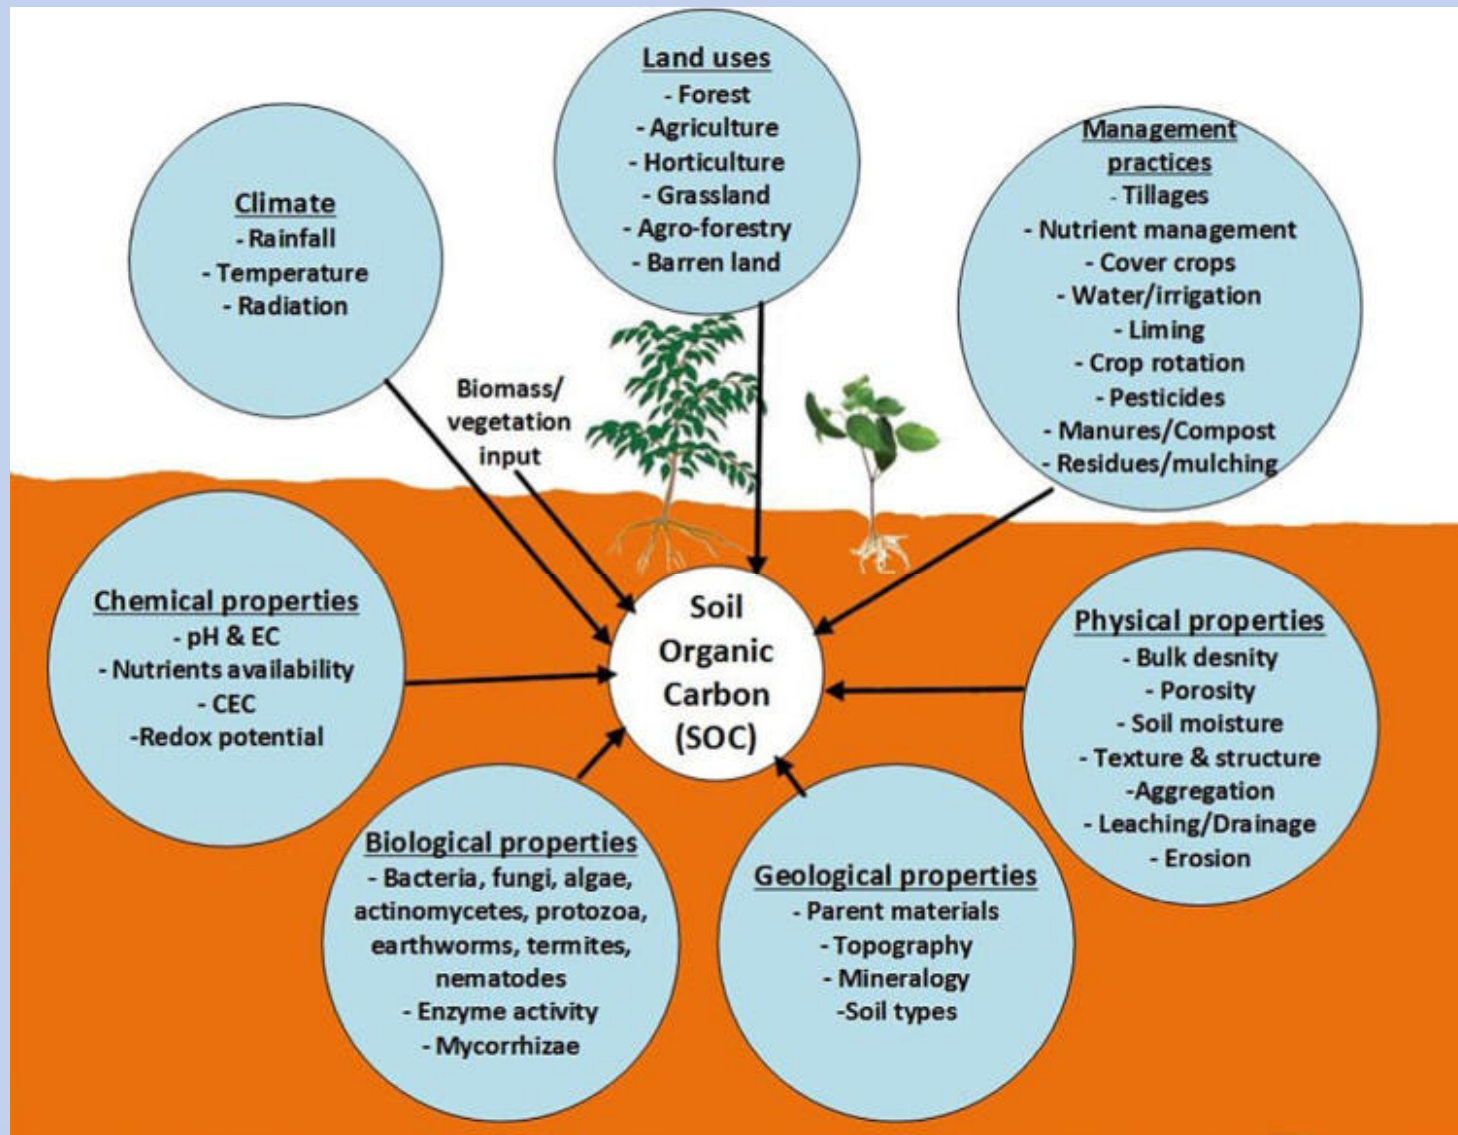 Land uses
- Forest
- Agriculture
- Horticulture
- Grassland
- Agro-forestry
- Barren land
Management
practices
- Tillages
- Nutrient management
- Cover crops
- Water/irrigation
- Liming
- Crop rotation
- Pesticides
- Manures/Compost
- Residues/mulching
Climate
- Rainfall
- Temperature
- Radiation
Biomass/
vegetation
input
Chemical properties
- pH & EC
- Nutrients availability
- CEC
-Redox potential
Soil
Organic
Carbon
(SOC)
Physical properties
- Bulk desnity
- Porosity
- Soil moisture
- Texture & structure
-Aggregation
- Leaching/Drainage
- Erosion
Biological properties
- Bacteria, fungi, algae,
actinomycetes, protozoa,
earthworms, termites,
nematodes
- Enzyme activity
- Mycorrhizae
Geological properties
- Parent materials
- Topography
- Mineralogy
-Soil types